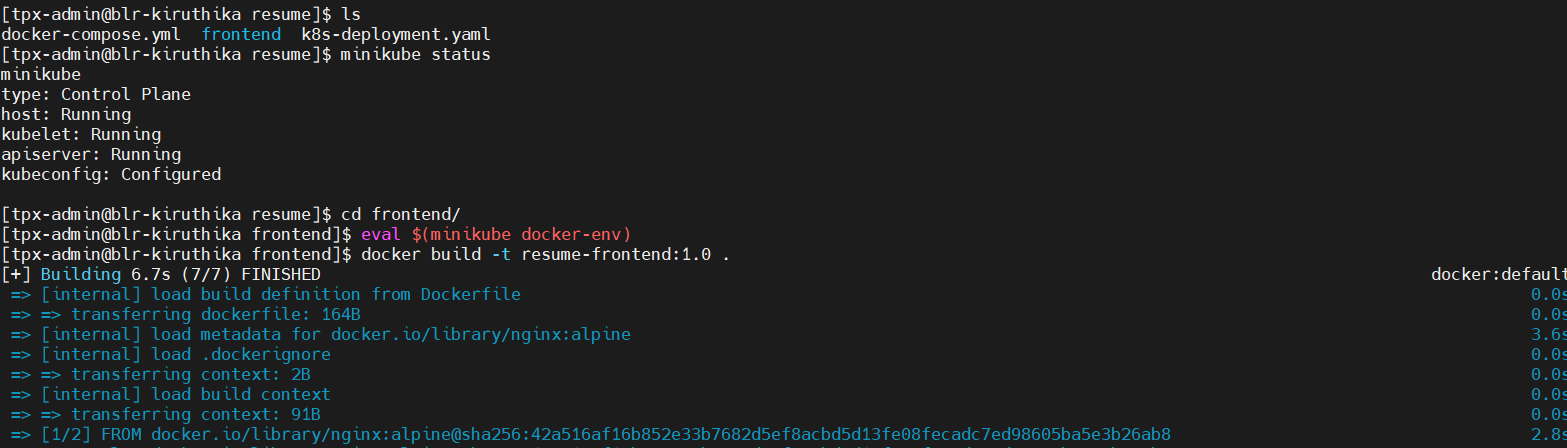 [tpx-admin@blr-kiruthika resume]$ ls
docker-compose.yml  frontend  k8s-deployment.yaml
[tpx-admin@blr-kiruthika resume]$ minikube status
minikube
type: Control Plane
host: Running
kubelet: Running
apiserver: Running
kubeconfig: Configured

[tpx-admin@blr-kiruthika resume]$ cd frontend/
[tpx-admin@blr-kiruthika frontend]$ eval $(minikube docker-env)
[tpx-admin@blr-kiruthika frontend]$ docker build -t resume-frontend:1.0 .
[+] Building 6.7s (7/7) FINISHED docker:default
=> [internal] load build definition from Dockerfile 0.0s
=> => transferring dockerfile: 164B 0.0s
=> [internal] load metadata for docker.io/library/nginx:alpine 3.6s
=> [internal] load .dockerignore 0.0s
=> => transferring context: 2B 0.0s
=> [internal] load build context 0.0s
=> => transferring context: 91B 0.0s
=> [1/2] FROM docker.io/library/nginx:alpine@sha256:42a516af16b852e33b7682d5ef8acbd5d13fe08fecadc7ed98605ba5e3b26ab8 2.8s